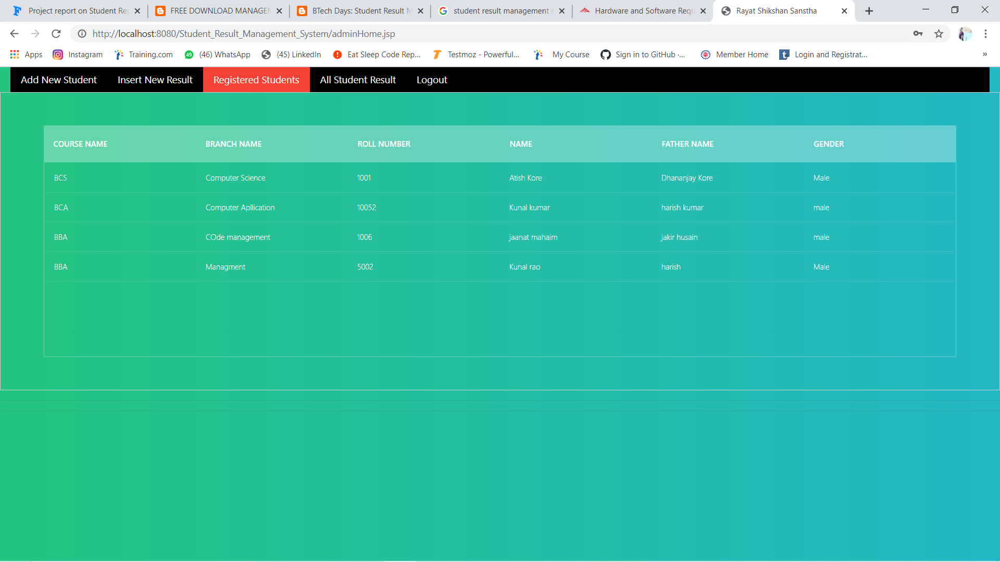 Project report on Student Res
FREE DOWNLOAD MANAGEM
BTech Days: Student Result M
student result management s
Hardware and Software Requ
Rayat Shikshan Sanstha
http://localhost:8080/Student_Result_Management_System/adminHome.jsp
Apps Instagram Training.com 49 (46) WhatsApp (45) LinkedIn Eat Sleep Code Rep... Testmoz - Powerful... My Course Sign in to GitHub ·... Member Home Login and Registrat... »
Add New Student Insert New Result Registered Students All Student Result Logout
COURSE NAME BRANCH NAME ROLL NUMBER NAME FATHER NAME GENDER
BCS Computer Science 1001 Atish Kore Dhananjay Kore Male
BCA Computer Apllication 10052 Kunal kumar harish kumar male
BBA COde management 1006 jaanat mahaim jakir husain male
BBA Managment 5002 Kunal rao harish Male